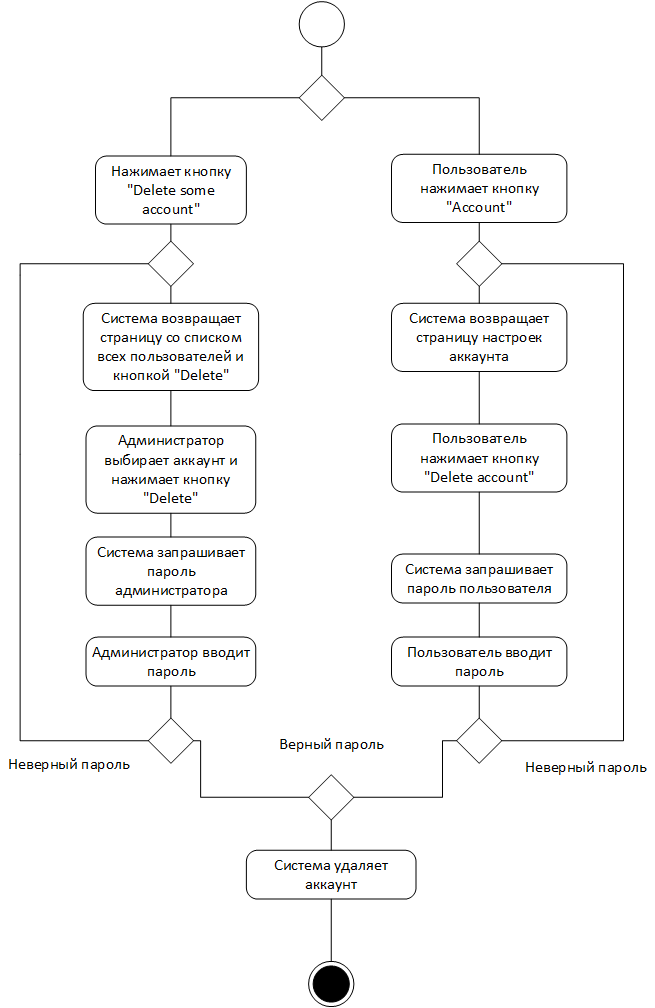 Нажимает кнопку
"Delete some
account"
Пользователь
нажимает кнопку
"Account"
Система возвращает
страницу со списком
всех пользователей и
кнопкой "Delete"
Система возвращает
страницу настроек
аккаунта
Администратор
выбирает аккаунт и
нажимает кнопку
"Delete"
Пользователь
нажимает кнопку
"Delete account"
Система запрашивает
пароль
администратора
Система запрашивает
пароль пользователя
Администратор вводит
пароль
Пользователь вводит
пароль
Неверный пароль
Верный пароль
Неверный пароль
Система удаляет
аккаунт